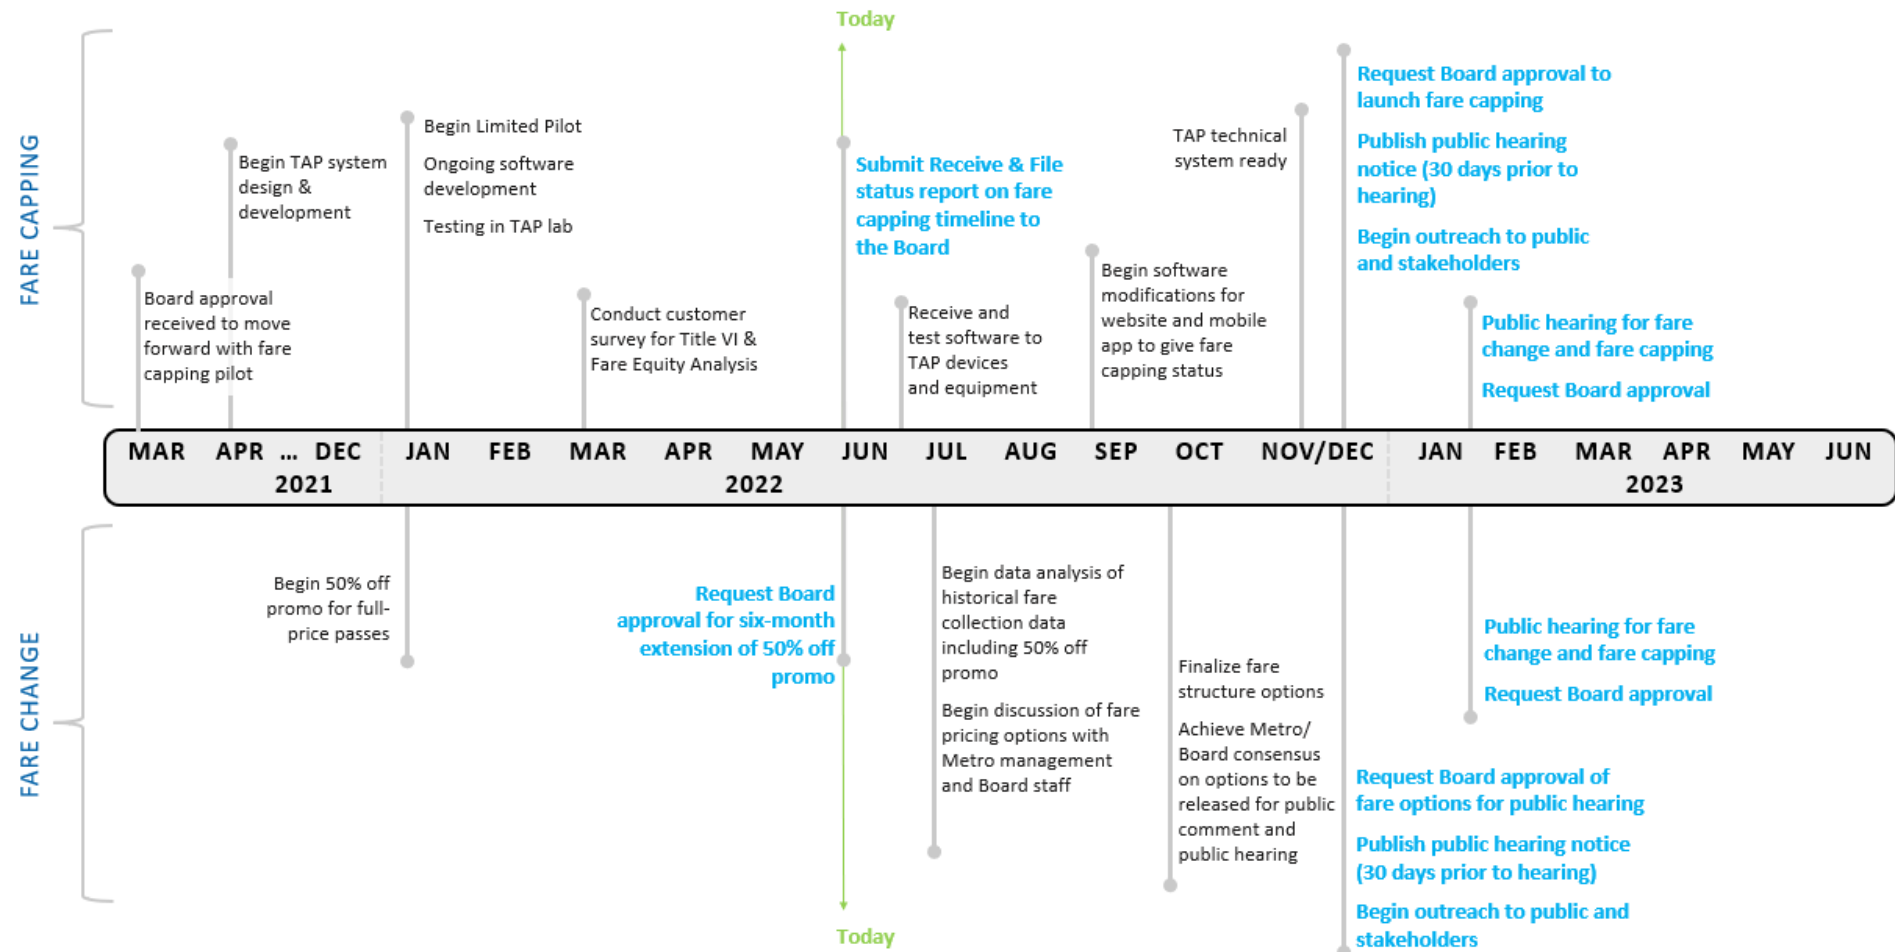 Today
FARE CAPPING
Board approval
received to move
forward with fare
capping pilot
Begin TAP system
design &
development
Begin Limited Pilot
Ongoing software
development
Testing in TAP lab
Conduct customer
survey for Title VI &
Fare Equity Analysis
Submit Receive & File
status report on fare
capping timeline to
the Board
Receive and
test software to
TAP devices
and equipment
Begin software
modifications for
website and mobile
app to give fare
capping status
TAP technical
system ready
Request Board approval to
launch fare capping
Publish public hearing
notice (30 days prior to
hearing)
Begin outreach to public
and stakeholders
Public hearing for fare
change and fare capping
Request Board approval
MAR APR ... DEC JAN FEB MAR APR MAY JUN JUL AUG SEP OCT NOV/DEC JAN FEB MAR APR MAY JUN
2021 2022 2023
FARE CHANGE
Begin 50% off
promo for full-
price passes
Request Board
approval for six-month
extension of 50% off
promo
Begin data analysis of
historical fare
collection data
including 50% off
promo
Begin discussion of fare
pricing options with
Metro management
and Board staff
Finalize fare
structure options
Achieve Metro/
Board consensus
on options to be
released for public
comment and
public hearing
Public hearing for fare
change and fare capping
Request Board approval
Request Board approval of
fare options for public hearing
Publish public hearing notice
(30 days prior to hearing)
Begin outreach to public and
stakeholders
Today